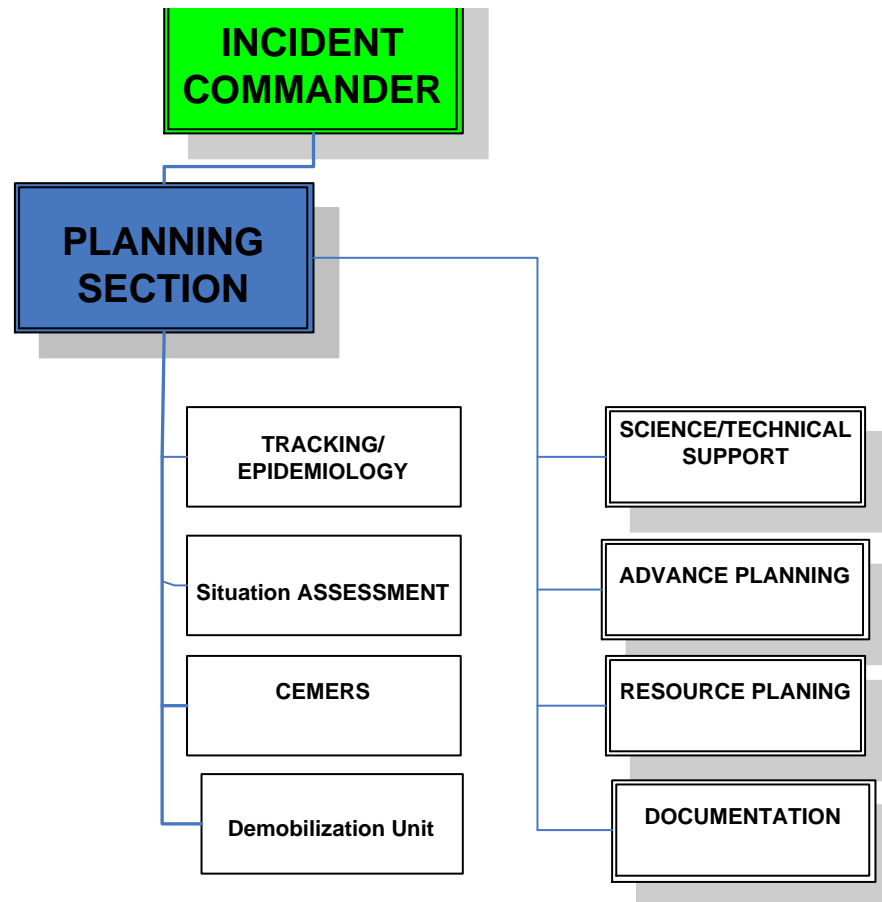 INCIDENT
COMMANDER
PLANNING
SECTION
TRACKING/
EPIDEMIOLOGY
Situation ASSESSMENT
CEMERS
Demobilization Unit
SCIENCE/TECHNICAL
SUPPORT
ADVANCE PLANNING
RESOURCE PLANING
DOCUMENTATION